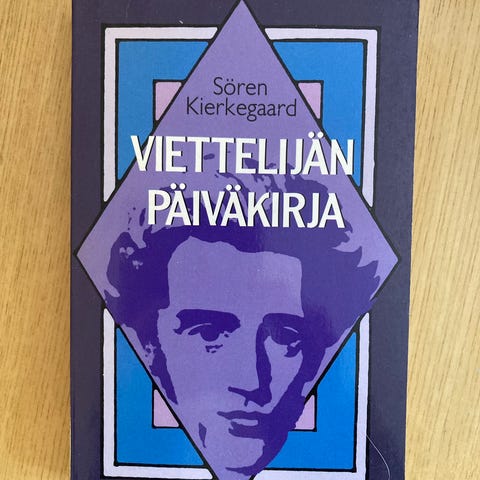 Sören
Kierkegaard
VIETTELIJÄN
PÄIVÄKIRJA